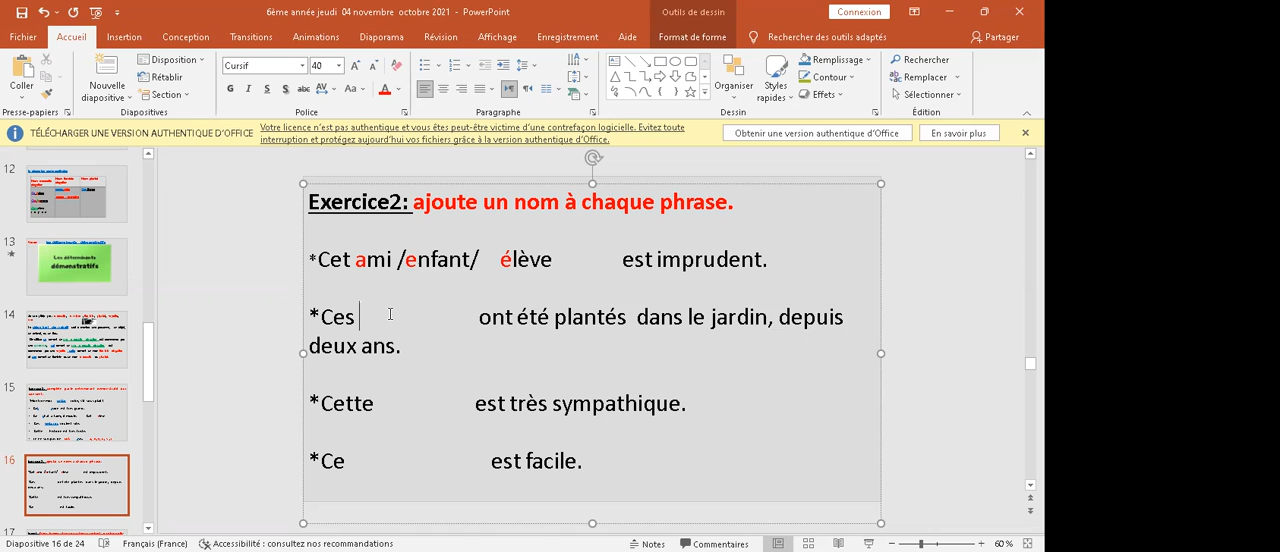 6ème année jeudi 04 novembre octobre 2021 - PowerPoint
Outils de dessin
Connexion
Fichier Accueil Insertion Conception Transitions Animations Diaporama Révision Affichage Enregistrement Aide Format de forme Rechercher des outils adaptés Partager
Coller
Presse-papiers
Nouvelle diapositive
Disposition
Rétablir
Section
Diapositives
Cursif 40
G I S S abc AV Aa A
Police
Paragraphe
Organiser
Styles rapides
Remplissage
Contour
Effets
Dessin
Rechercher
Remplacer
Sélectionner
Édition
TÉLÉCHARGER UNE VERSION AUTHENTIQUE D'OFFICE
Votre licence n'est pas authentique et vous êtes peut-être victime d'une contrefaçon logicielle. Evitez toute
interruption et protégez aujourd'hui vos fichiers grâce à la version authentique d'Office.
Obtenir une version authentique d'Office
En savoir plus
12
13
Les déterminants
démonstratifs
14
15
16
17
Exercice2: ajoute un nom à chaque phrase.
*Cet ami /enfant/ élève est imprudent.
*Ces ont été plantés dans le jardin, depuis
deux ans.
*Cette est très sympathique.
*Ce est facile.
Diapositive 16 de 24 Français (France) Accessibilité : consultez nos recommandations Notes Commentaires 60 %